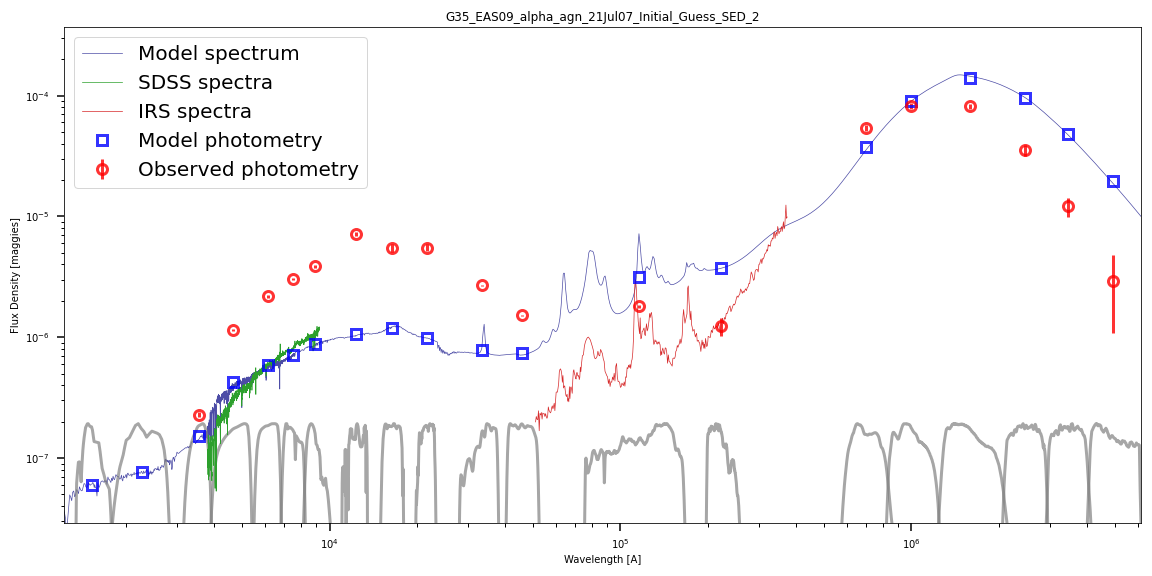 G35_EAS09_alpha_agn_21Jul07_Initial_Guess_SED_2
Model spectrum
SDSS spectra
IRS spectra
Model photometry
Observed photometry
Flux Density [maggies]
10⁻⁴
10⁻⁵
10⁻⁶
10⁻⁷
10⁴
10⁵
10⁶
Wavelength [A]